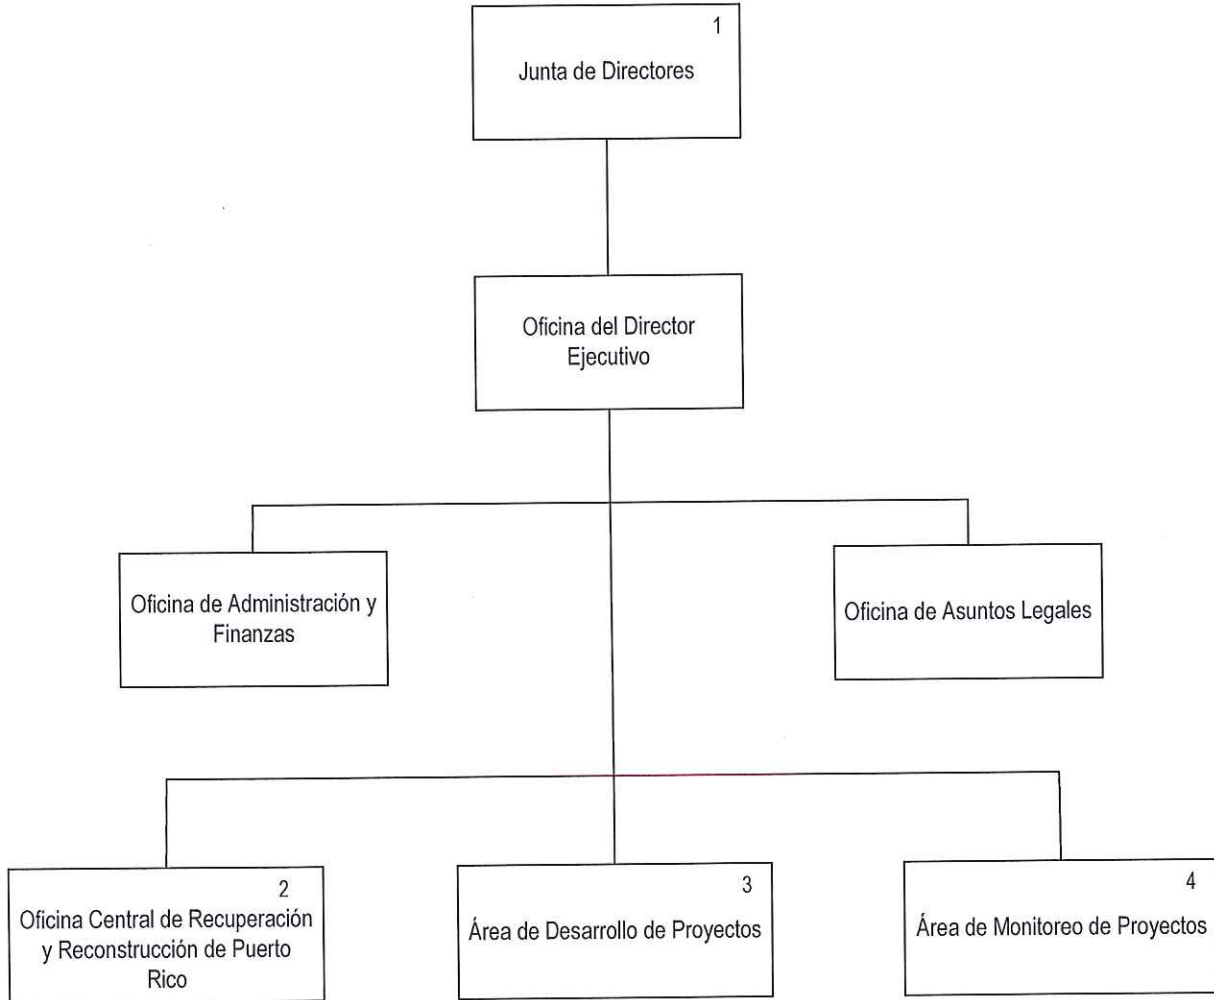 1
Junta de Directores
Oficina del Director
Ejecutivo
Oficina de Administración y
Finanzas
Oficina de Asuntos Legales
2
Oficina Central de Recuperación
y Reconstrucción de Puerto
Rico
3
Área de Desarrollo de Proyectos
4
Área de Monitoreo de Proyectos